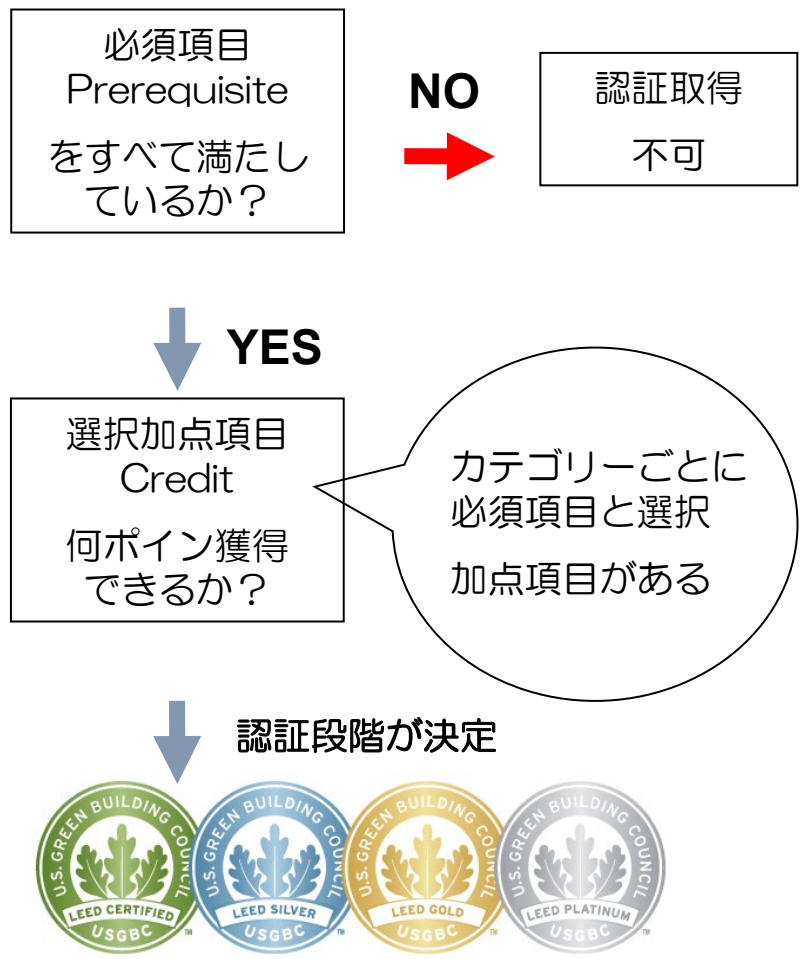 必須項目
Prerequisite
をすべて満たし
ているか？
NO
認証取得
不可
YES
選択加点項目
Credit
何ポイン獲得
できるか？
カテゴリーごとに
必須項目と選択
加点項目がある
認証段階が決定
U.S. GREEN BUILDING COUNCIL
LEED CERTIFIED
USGBC
TM
U.S. GREEN BUILDING COUNCIL
LEED SILVER
USGBC
TM
U.S. GREEN BUILDING COUNCIL
LEED GOLD
USGBC
TM
U.S. GREEN BUILDING COUNCIL
LEED PLATINUM
USGBC
TM